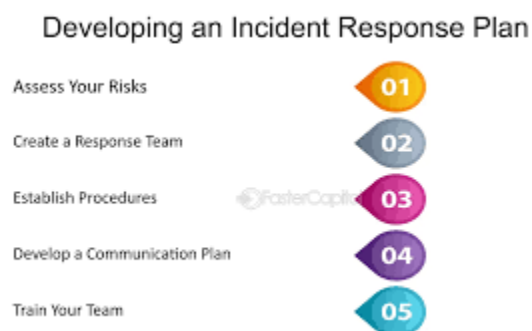 Developing an Incident Response Plan
Assess Your Risks 01
Create a Response Team 02
Establish Procedures FasterCapital 03
Develop a Communication Plan 04
Train Your Team 05